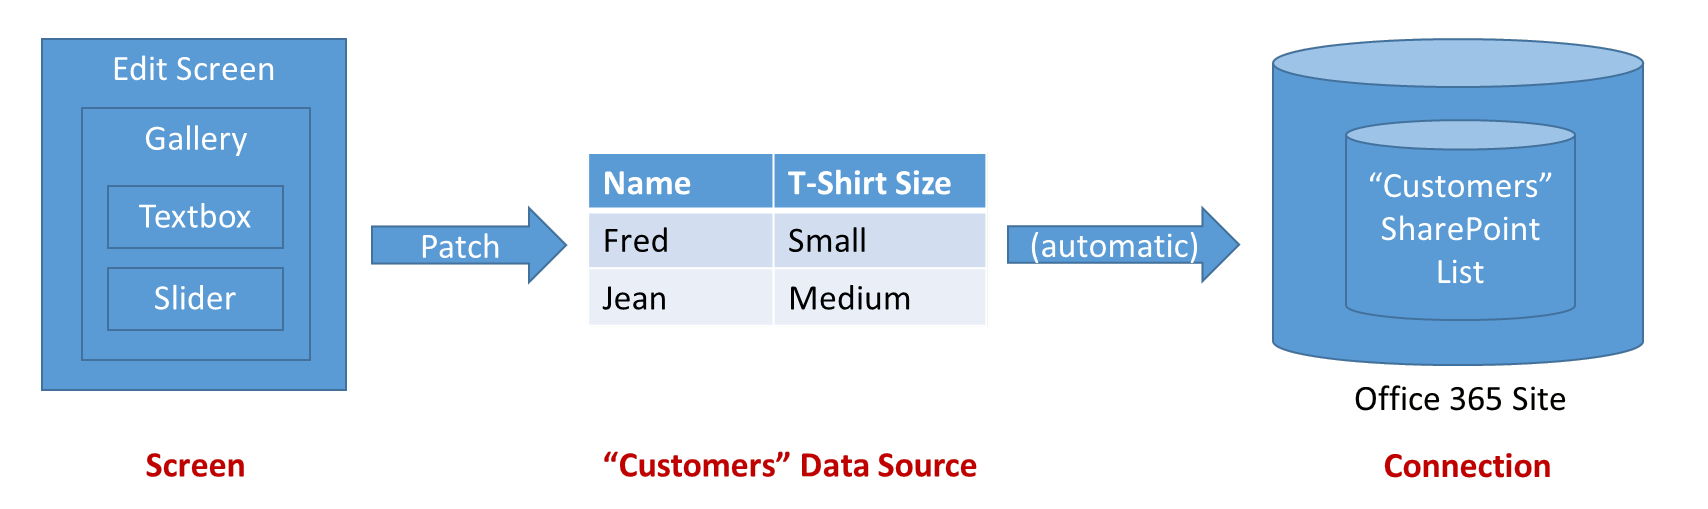 Edit Screen
Gallery
Textbox
Slider
Screen
Patch
Name T-Shirt Size
Fred Small
Jean Medium
“Customers” Data Source
(automatic)
“Customers”
SharePoint
List
Office 365 Site
Connection